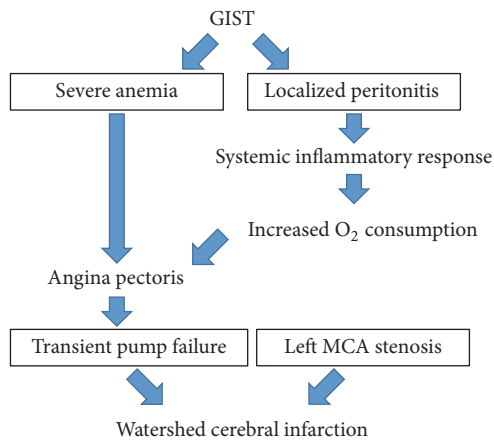 GIST
Severe anemia
Localized peritonitis
Systemic inflammatory response
Increased O₂ consumption
Angina pectoris
Transient pump failure
Left MCA stenosis
Watershed cerebral infarction